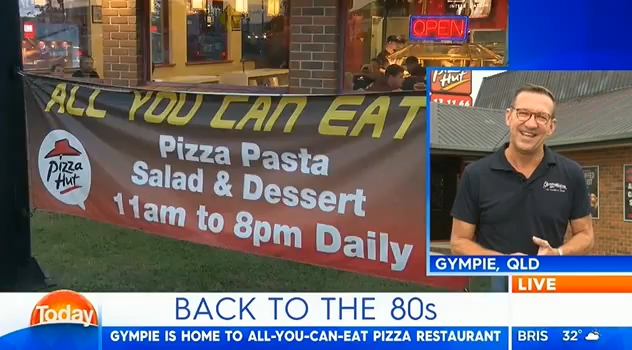 OPEN
ALL YOU CAN EAT
Pizza Pasta
Salad & Dessert
11am to 8pm Daily
Pizza
Hut
Hut
GYMPIE, QLD
LIVE
Today
BACK TO THE 80s
GYMPIE IS HOME TO ALL-YOU-CAN-EAT PIZZA RESTAURANT
BRIS 32°